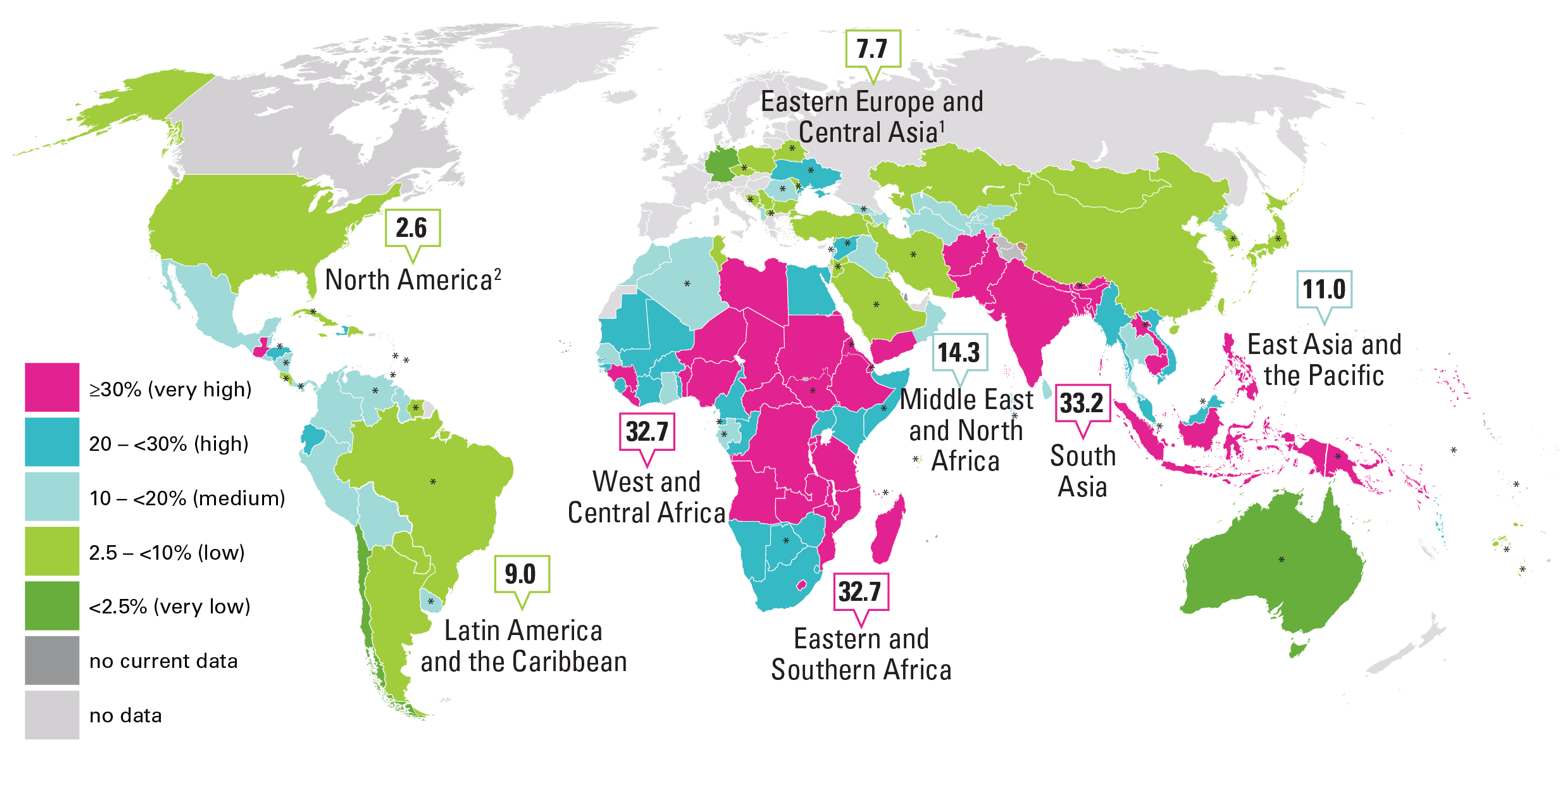 7.7
Eastern Europe and
Central Asia1
2.6
North America2
11.0
East Asia and
the Pacific
14.3
Middle East
and North
Africa
33.2
South
Asia
32.7
West and
Central Africa
9.0
Latin America
and the Caribbean
32.7
Eastern and
Southern Africa
≥30% (very high)
20 – <30% (high)
10 – <20% (medium)
2.5 – <10% (low)
<2.5% (very low)
no current data
no data